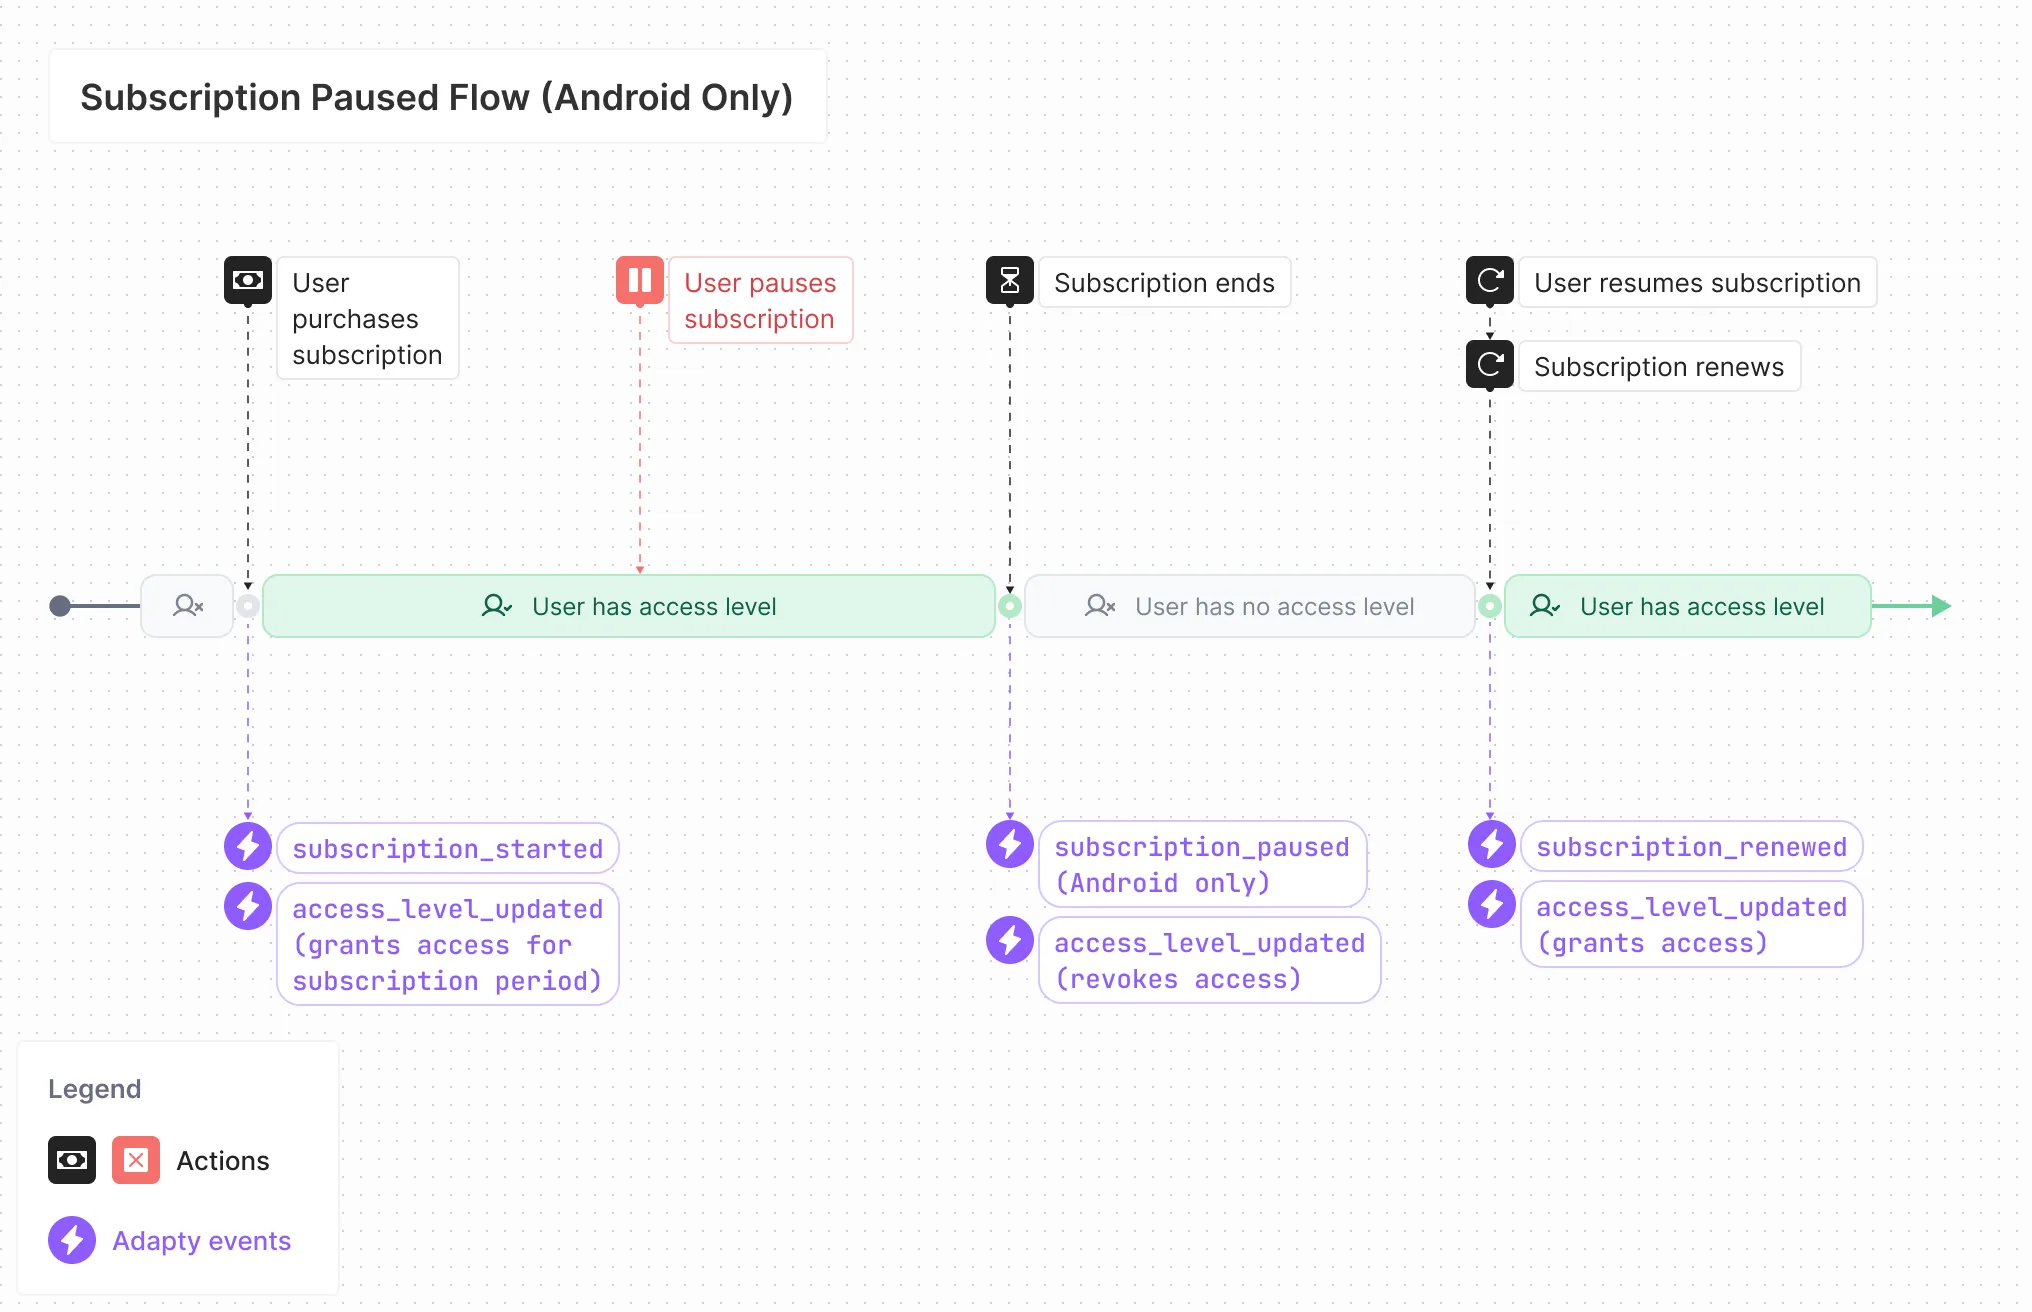 Subscription Paused Flow (Android Only)
User
purchases
subscription
User pauses
subscription
Subscription ends
User resumes subscription
Subscription renews
User has access level
User has no access level
User has access level
subscription_started
access_level_updated
(grants access for
subscription period)
subscription_paused
(Android only)
access_level_updated
(revokes access)
subscription_renewed
access_level_updated
(grants access)
Legend
Actions
Adapty events